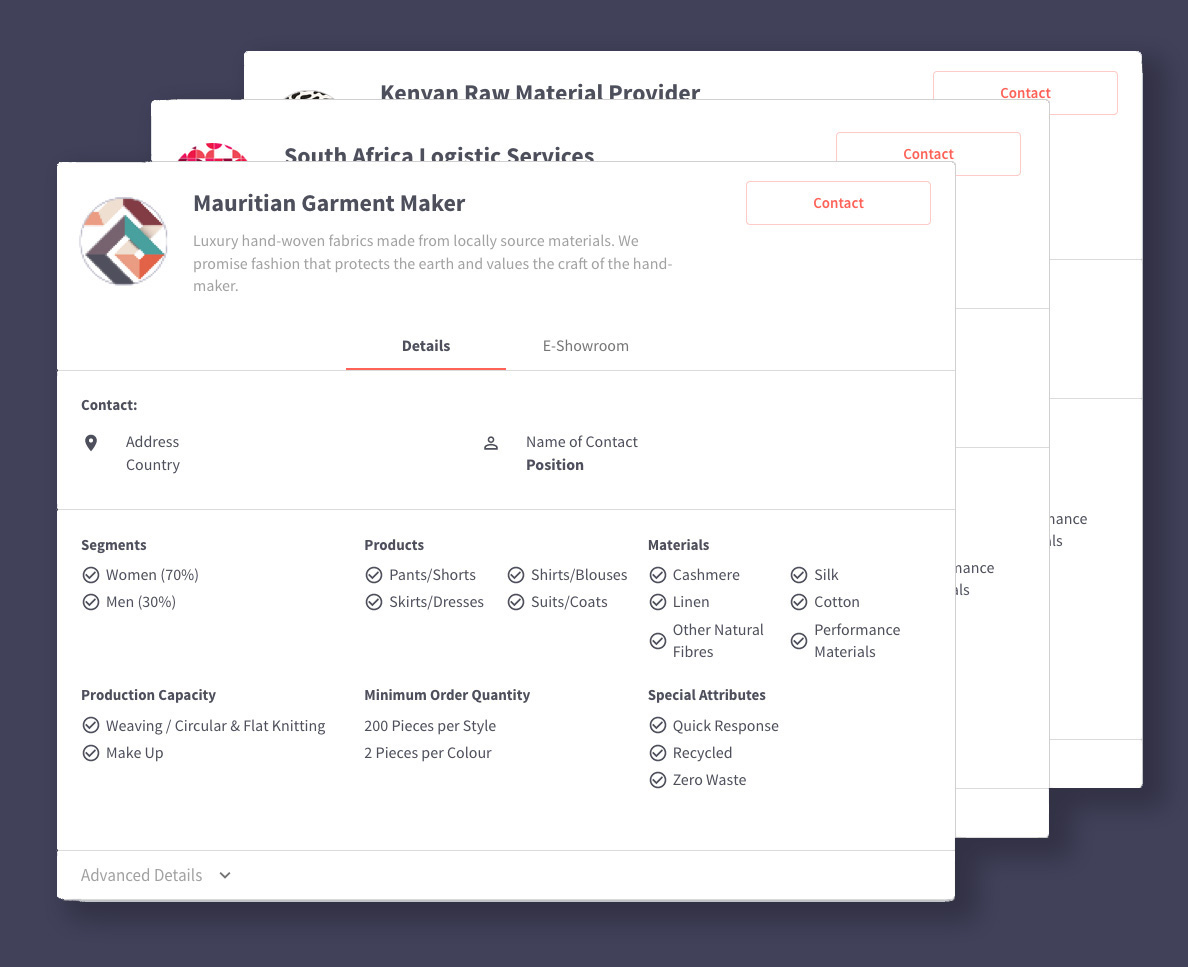 Kenyan Raw Material Provider
Contact
South Africa Logistic Services
Contact
Mauritian Garment Maker
Contact
Luxury hand-woven fabrics made from locally source materials. We
promise fashion that protects the earth and values the craft of the hand-
maker.
Details
E-Showroom
Contact:
Address
Country
Name of Contact
Position
Segments
Women (70%)
Men (30%)
Products
Pants/Shorts
Shirts/Blouses
Skirts/Dresses
Suits/Coats
Materials
Cashmere
Silk
Linen
Cotton
Other Natural
Fibres
Performance
Materials
Production Capacity
Weaving / Circular & Flat Knitting
Make Up
Minimum Order Quantity
200 Pieces per Style
2 Pieces per Colour
Special Attributes
Quick Response
Recycled
Zero Waste
Advanced Details